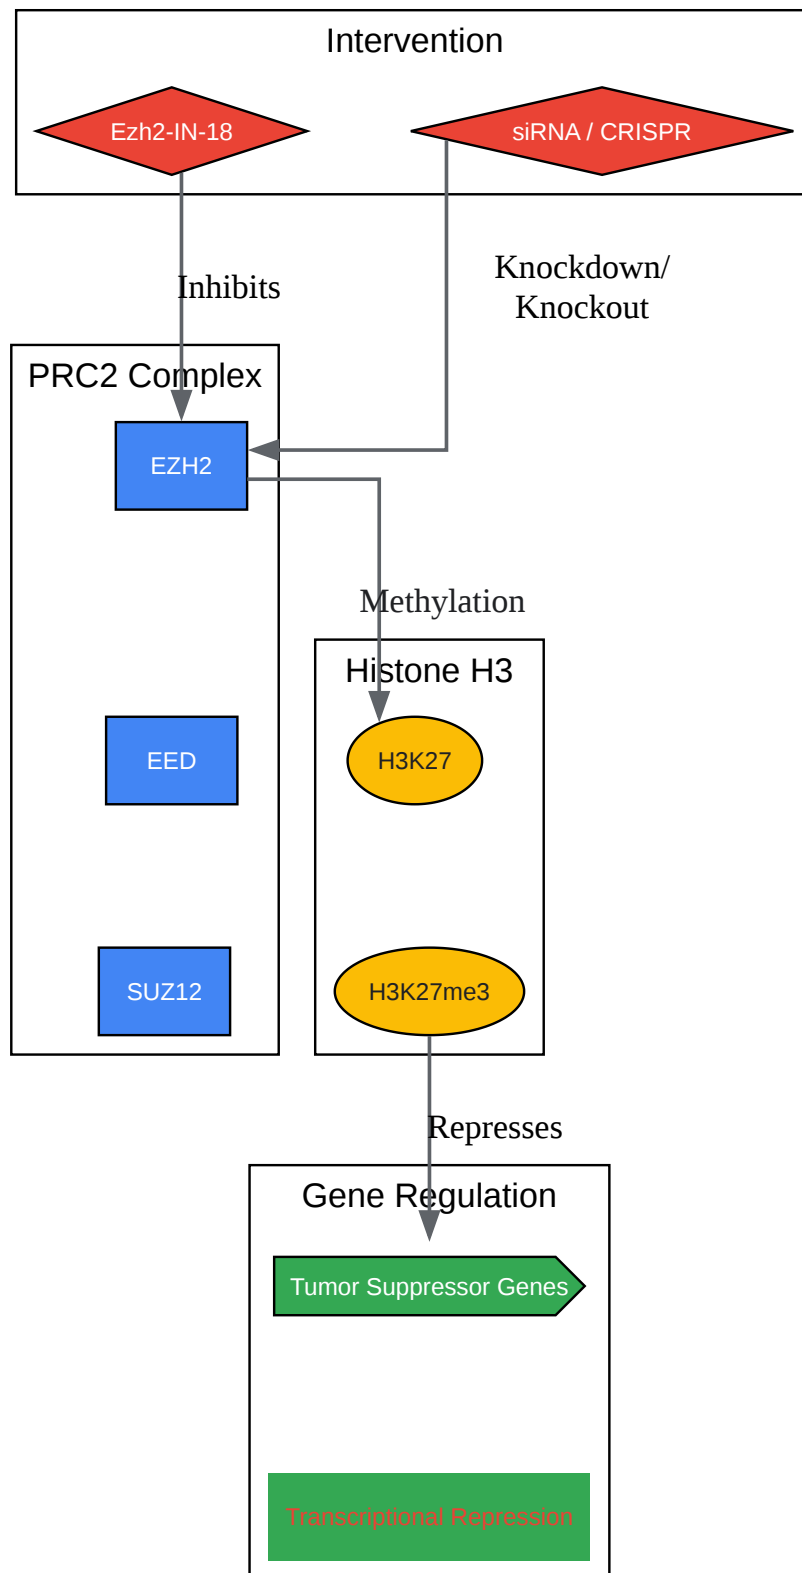 Intervention
Ezh2-IN-18
siRNA / CRISPR
Inhibits
Knockdown/
Knockout
PRC2 Complex
EZH2
Methylation
Histone H3
EED
H3K27
SUZ12
H3K27me3
Represses
Gene Regulation
Tumor Suppressor Genes
Transcriptional Repression